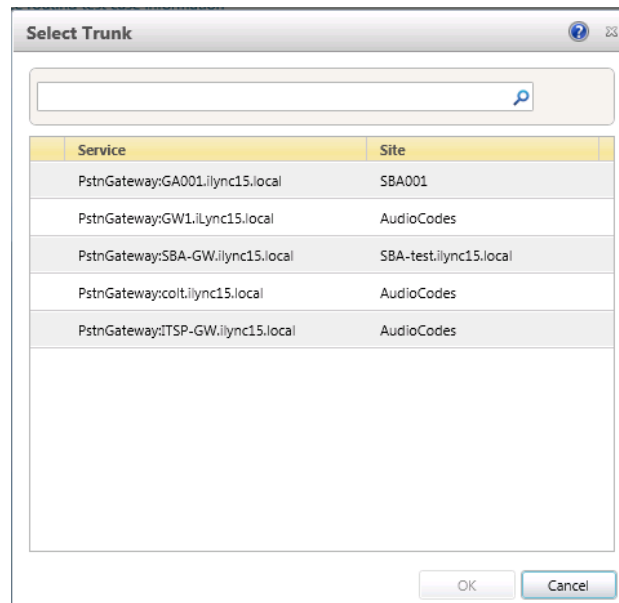 Select Trunk
Service Site
PstnGateway:GA001.ilync15.local SBA001
PstnGateway:GW1.iLync15.local AudioCodes
PstnGateway:SBA-GW.ilync15.local SBA-test.ilync15.local
PstnGateway:colt.ilync15.local AudioCodes
PstnGateway:ITSP-GW.ilync15.local AudioCodes
OK Cancel